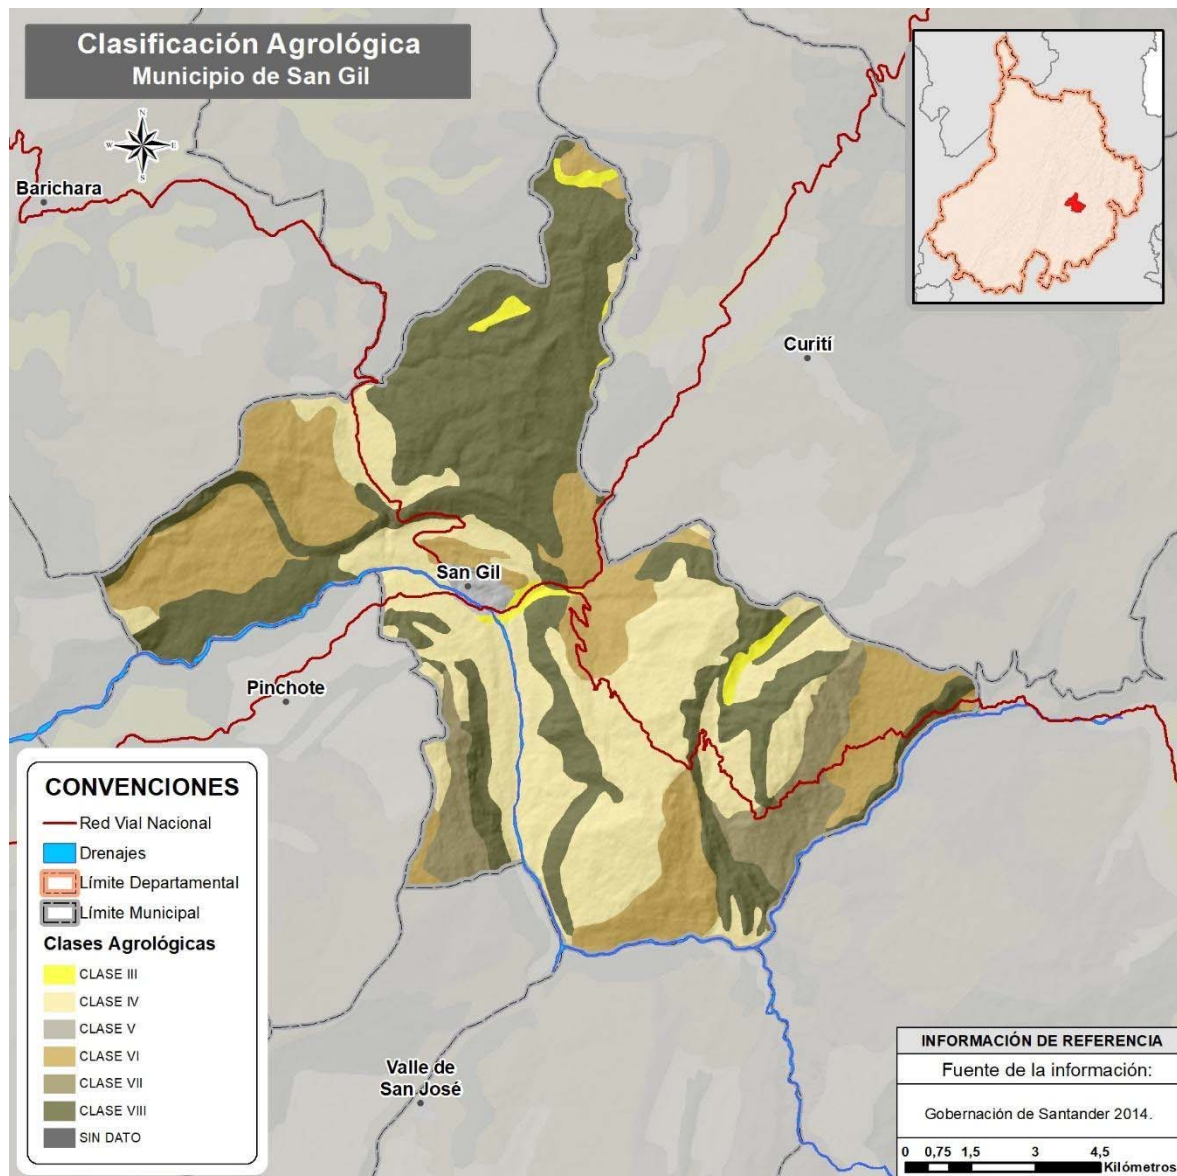 Clasificación Agrológica
Municipio de San Gil
N
W
E
S
Barichara
Curití
San Gil
Pinchote
Valle de
San José
CONVENCIONES
Red Vial Nacional
Drenajes
Límite Departamental
Límite Municipal
Clases Agrológicas
CLASE III
CLASE IV
CLASE V
CLASE VI
CLASE VII
CLASE VIII
SIN DATO
INFORMACIÓN DE REFERENCIA
Fuente de la información:
Gobernación de Santander 2014.
0 0,75 1,5 3 4,5
Kilómetros